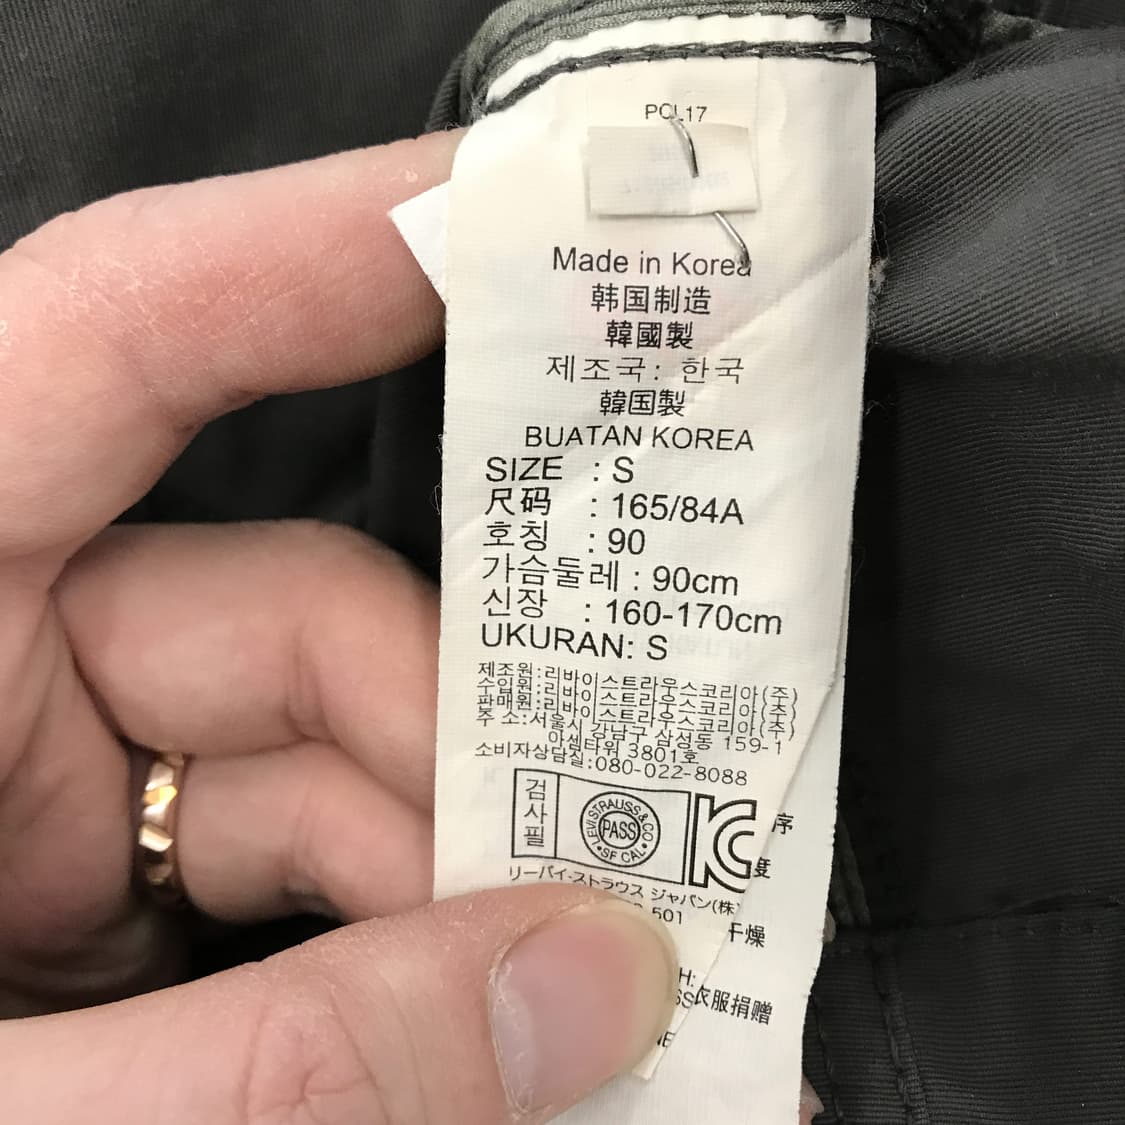 PCL17
Made in Korea
韩国制造
韓國製
제조국: 한국
韓国製
BUATAN KOREA
SIZE : S
尺码 : 165/84A
호칭 : 90
가슴둘레 : 90cm
신장 : 160-170cm
UKURAN: S
제조원:리바이스트라우스코리아(주)
수입원:리바이스트라우스코리아(주)
판매원:리바이스트라우스코리아(주)
주 소:서울시 강남구 삼성동 159-1
아셈타워 3801호
소비자상담실:080-022-8088
검사필
LEVI STRAUSS & CO
PASS
•SF CAL•
KC
序
度
リーバイ·ストラウス ジャパン(株)
501
干燥
H:
衣服捐赠